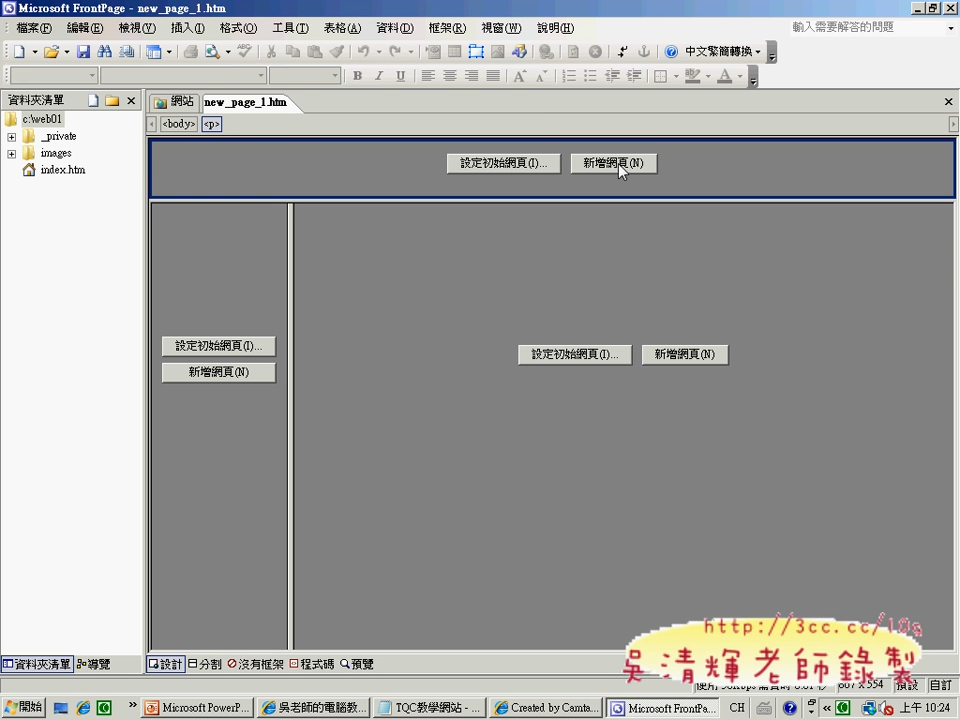 Microsoft FrontPage - new_page_1.htm
檔案(F) 編輯(E) 檢視(V) 插入(I) 格式(O) 工具(T) 表格(A) 資料(D) 框架(R) 視窗(W) 說明(H) 輸入需要解答的問題
中文繁簡轉換
B I U
資料夾清單
網站 new_page_1.htm
<body> <p>
c:\web01
_private
images
index.htm
設定初始網頁(I)... 新增網頁(N)
設定初始網頁(I)...
新增網頁(N)
設定初始網頁(I)... 新增網頁(N)
http://3cc.cc/18s
吳清輝老師錄製
資料夾清單 導覽 設計 分割 沒有框架 程式碼 預覽
667 x 554 預設 自訂
開始 Microsoft PowerP... 吳老師的電腦教... TQC教學網站 - ... Created by Camta... Microsoft FrontPa... CH 上午 10:24